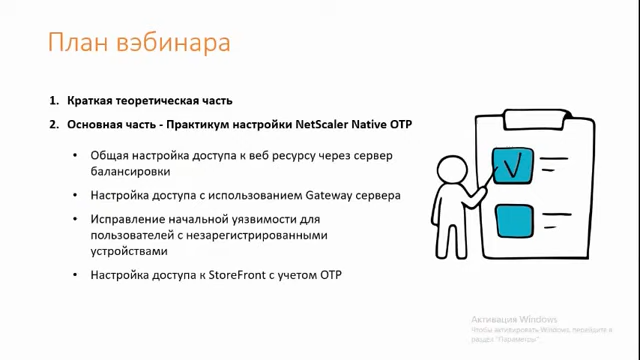 План вэбинара
1. Краткая теоретическая часть
2. Основная часть - Практикум настройки NetScaler Native OTP
• Общая настройка доступа к веб ресурсу через сервер
балансировки
• Настройка доступа с использованием Gateway сервера
• Исправление начальной уязвимости для
пользователей с незарегистрированными
устройствами
• Настройка доступа к StoreFront с учетом OTP
Активация Windows
Чтобы активировать Windows, перейдите в
раздел "Параметры".